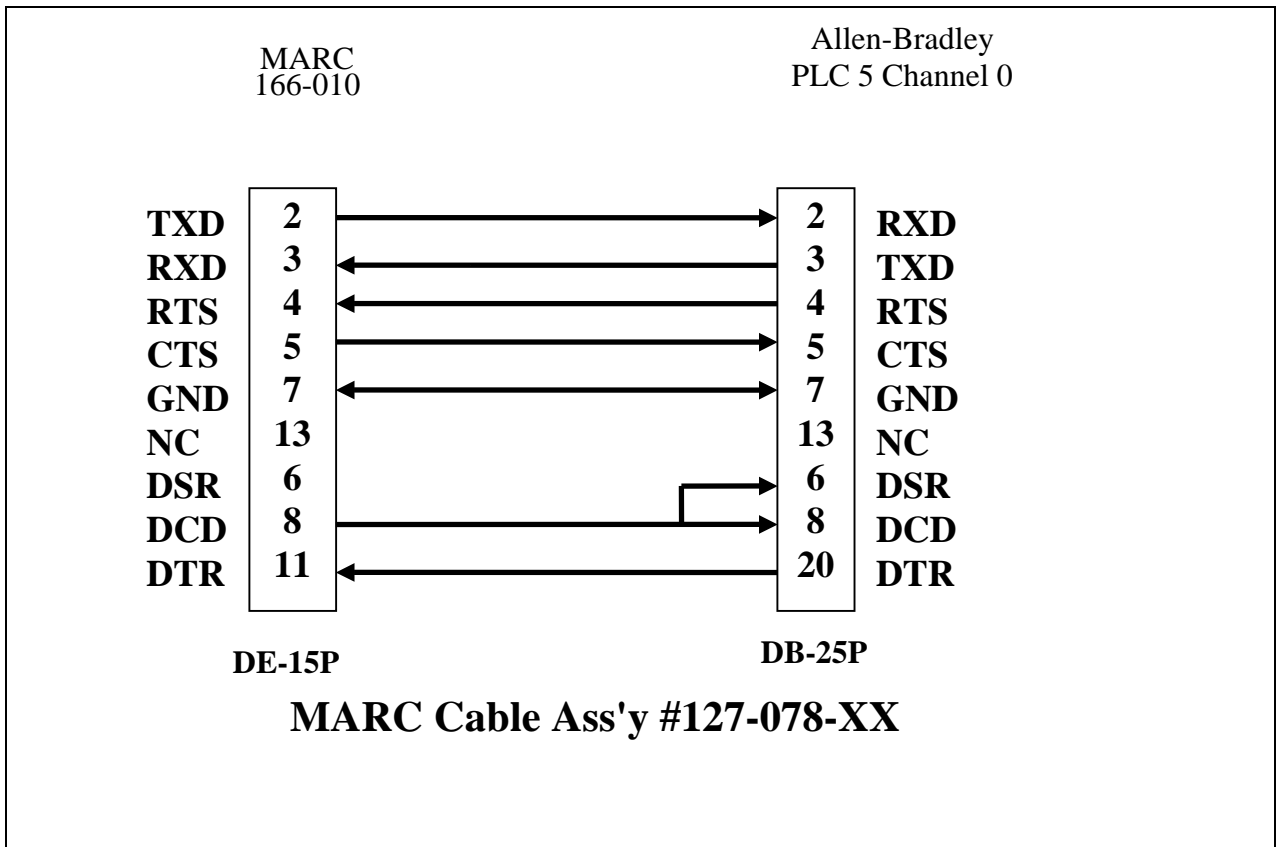 MARC
166-010
Allen-Bradley
PLC 5 Channel 0
TXD 2 2 RXD
RXD 3 3 TXD
RTS 4 4 RTS
CTS 5 5 CTS
GND 7 7 GND
NC 13 13 NC
DSR 6 6 DSR
DCD 8 8 DCD
DTR 11 20 DTR
DE-15P
DB-25P
MARC Cable Ass'y #127-078-XX